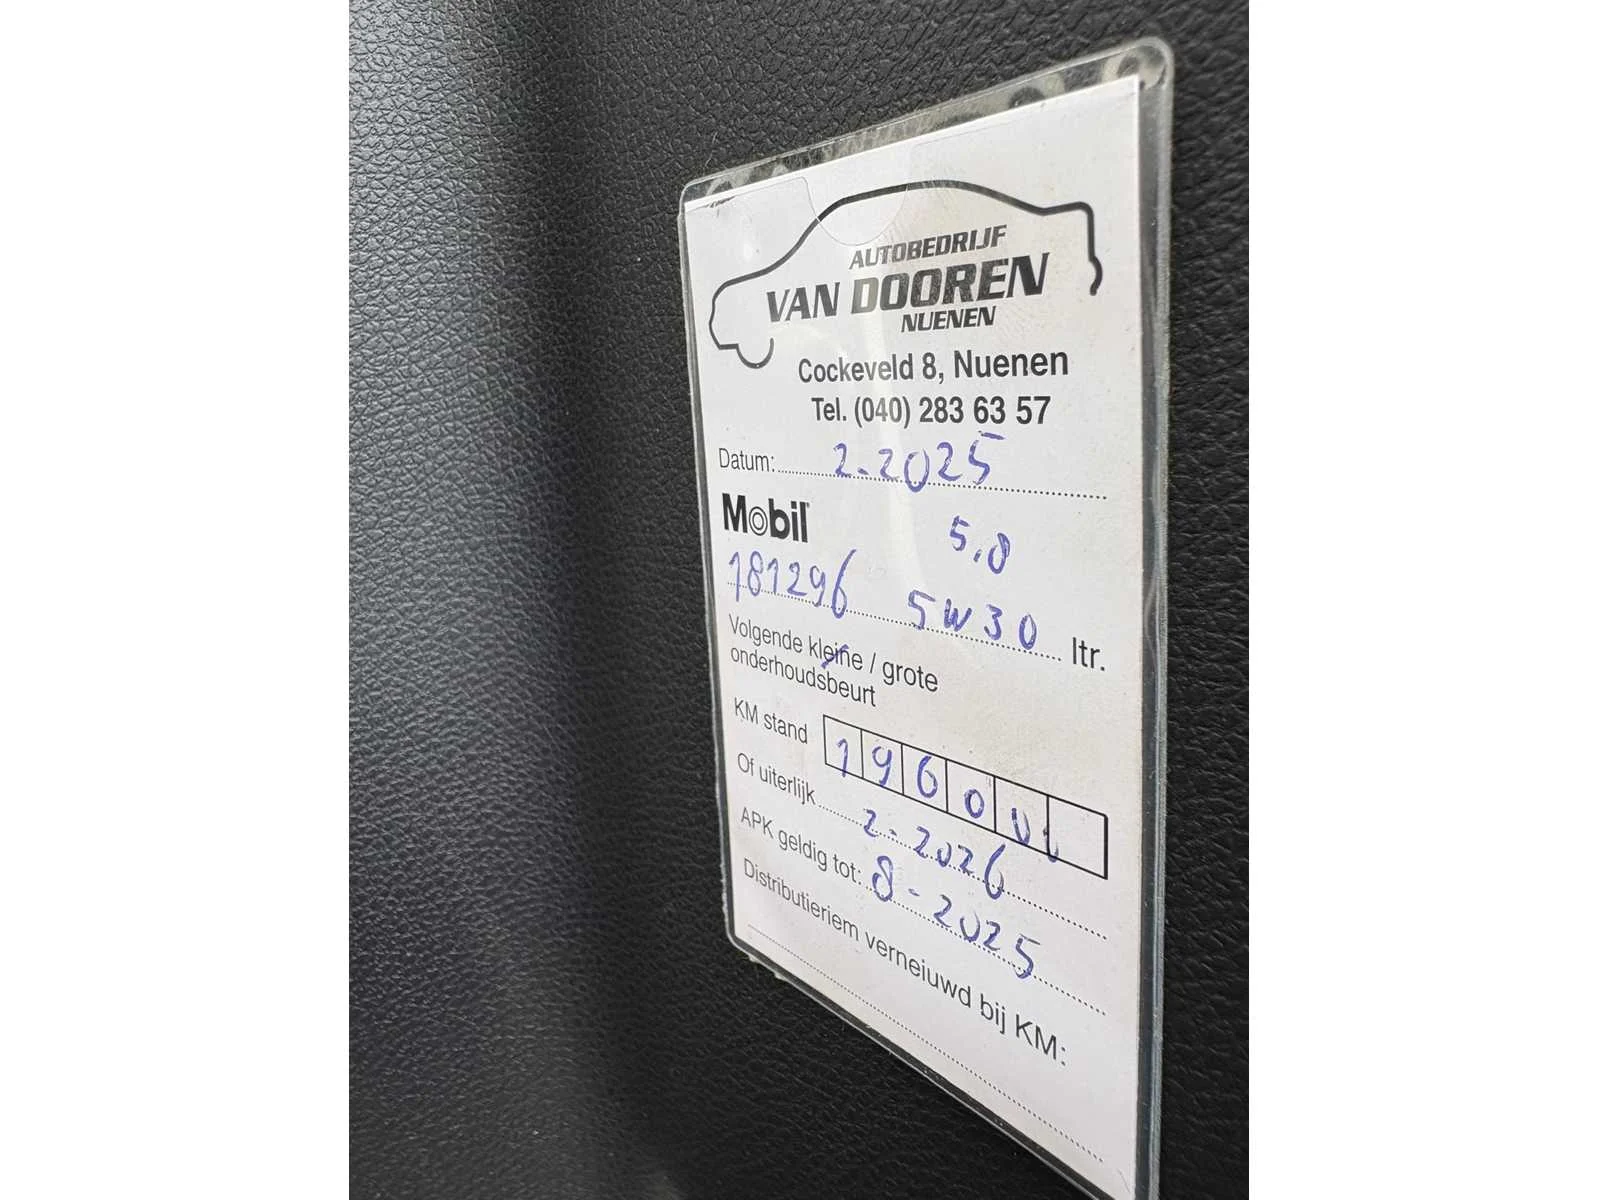 AUTOBEDRIJF
VAN DOOREN
NUENEN
Cockeveld 8, Nuenen
Tel. (040) 283 63 57
Datum: 2-2025
Mobil 5,8
181296 5W30 ltr.
Volgende kleine / grote
onderhoudsbeurt
KM stand 19600
Of uiterlijk 2-2026
APK geldig tot: 8-2025
Distributieriem verneiuwd bij KM: